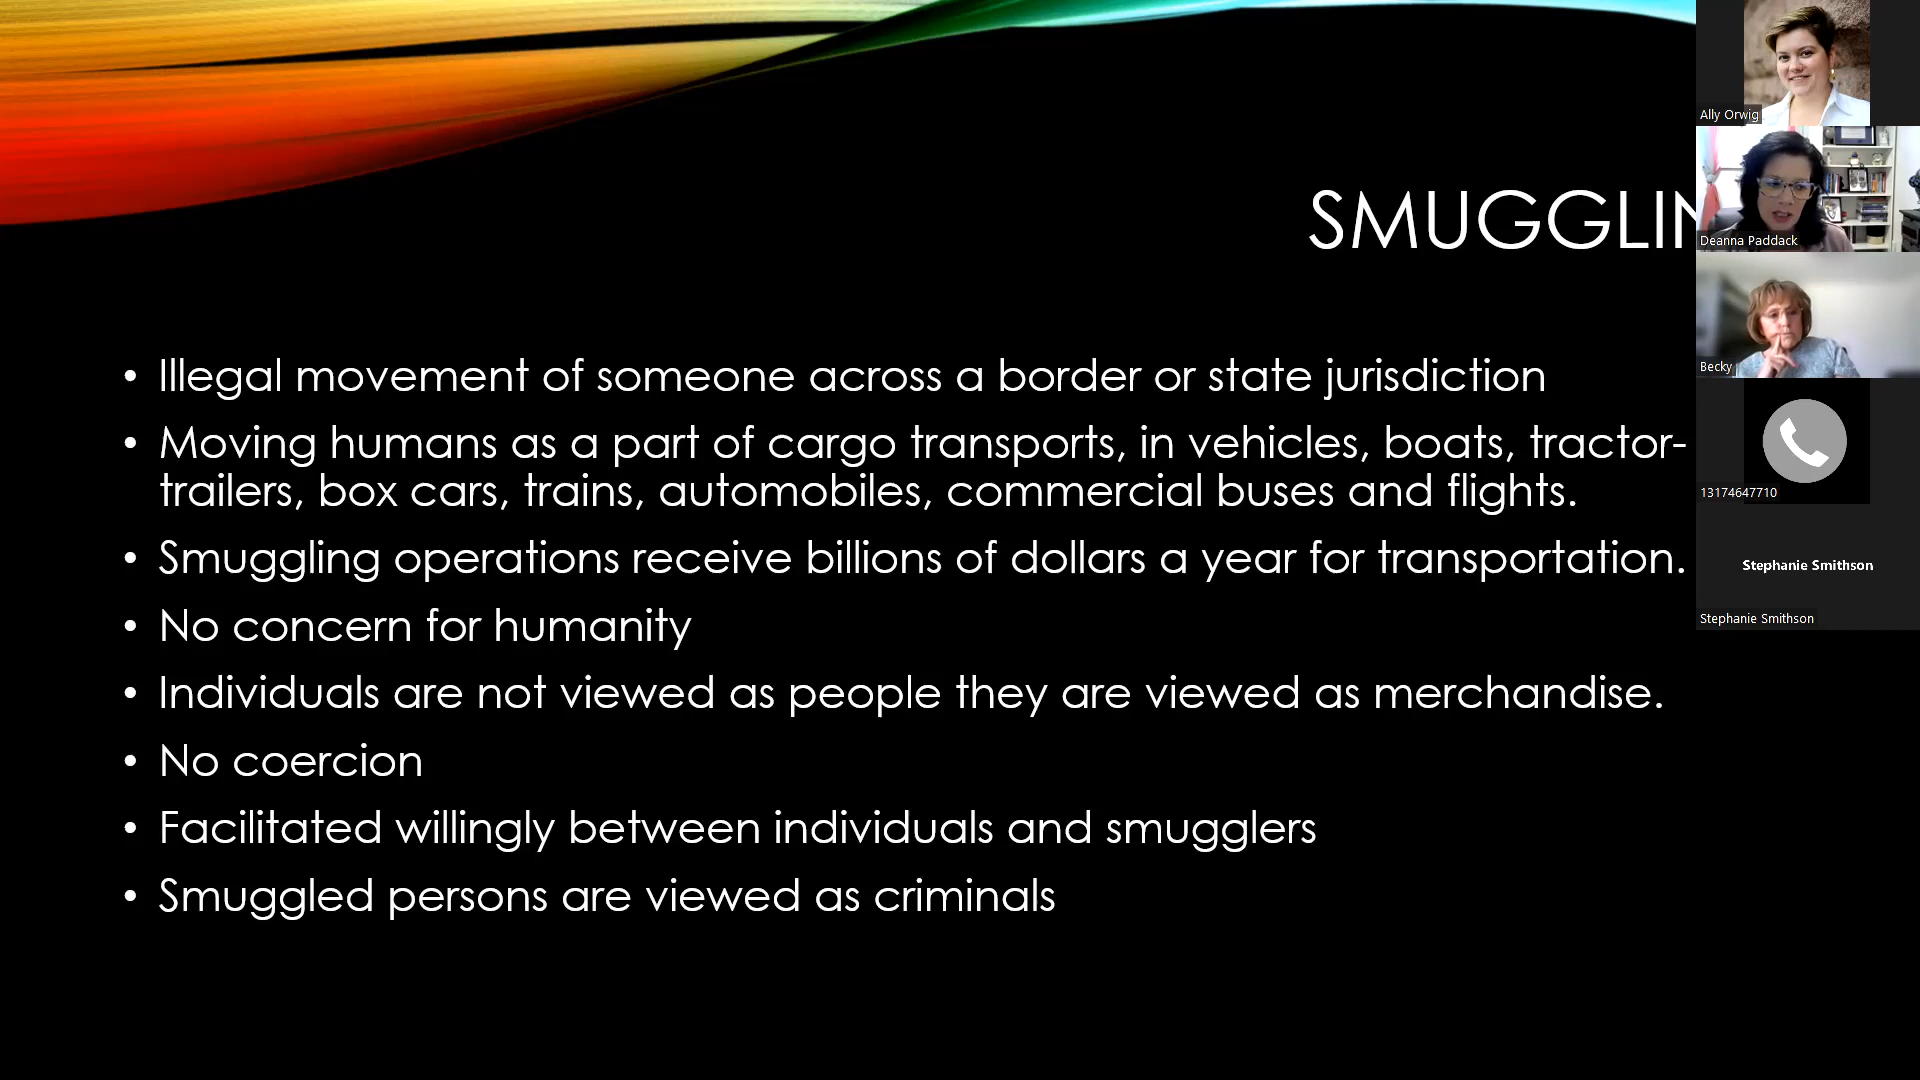 SMUGGLIN
• Illegal movement of someone across a border or state jurisdiction
• Moving humans as a part of cargo transports, in vehicles, boats, tractor-
trailers, box cars, trains, automobiles, commercial buses and flights.
• Smuggling operations receive billions of dollars a year for transportation.
• No concern for humanity
• Individuals are not viewed as people they are viewed as merchandise.
• No coercion
• Facilitated willingly between individuals and smugglers
• Smuggled persons are viewed as criminals
Ally Orwig
Deanna Paddack
Becky
13174647710
Stephanie Smithson
Stephanie Smithson